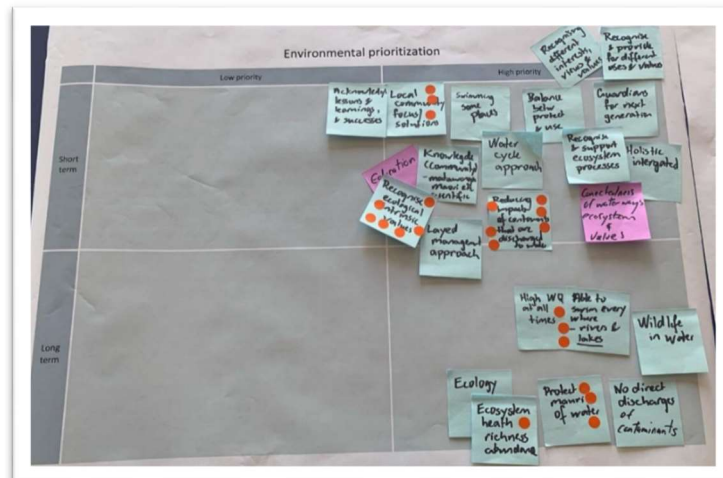 Environmental prioritization
Low priority
High priority
Short
term
Long
term
Recognising
different
interests,
views &
values
Recognise
& provide
for different
uses & values
Acknowledge
lessons &
learnings,
& successes
Local
community
focus/
solutions
Swimming
some
places
Balance
betw
protect
& use
Guardians
for next
generation
Education
Knowledge
(community
- matauranga
maori &
scientific
Water
cycle
approach
Recognise
& support
ecosystem
processes
Holistic
intergated
Recognise
ecological
intrinsic
values
Layed
managment
approach
Reducing
impacts
of contaminants
that are
discharged
to water
Connectedness
of waterways
ecosystem
&
values
High WQ
at all
times
Able to
swim every
where
- rivers &
lakes
Wildlife
in water
Ecology
Ecosystem
heath
richness
abundance
Protect
mauri
of water
No direct
discharges
of
contaminants